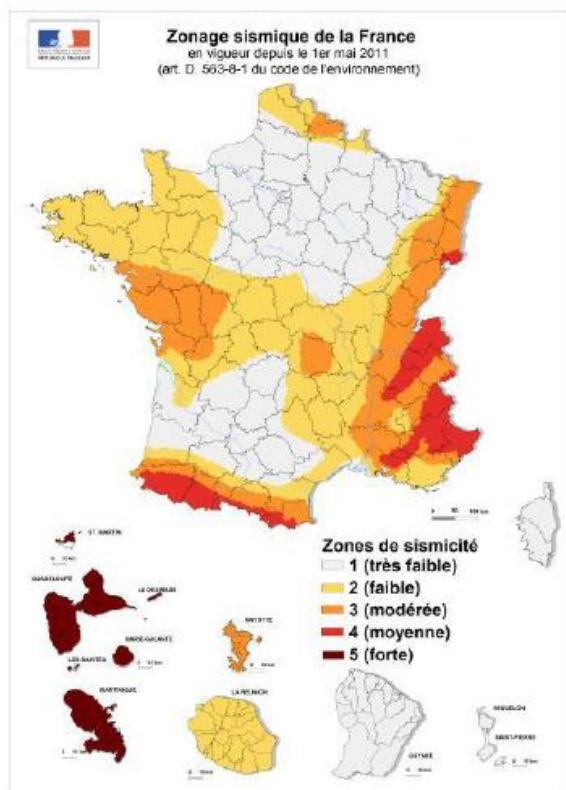 RÉPUBLIQUE FRANÇAISE
Zonage sismique de la France
en vigueur depuis le 1er mai 2011
(art. D. 563-8-1 du code de l'environnement)
ST. MARTIN
GUADELOUPE
LA DESIRADE
MARIE-GALANTE
LES-SAINTES
MARTINIQUE
MAYOTTE
LA REUNION
GUYANE
MIQUELON
SAINT-PIERRE
Zones de sismicité
1 (très faible)
2 (faible)
3 (modérée)
4 (moyenne)
5 (forte)